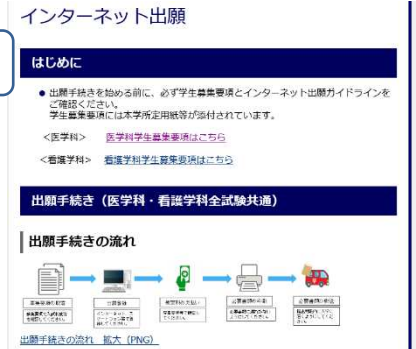 インターネット出願
はじめに
● 出願手続きを始める前に、必ず学生募集要項とインターネット出願ガイドラインを
ご確認ください。
学生募集要項には本学所定用紙等が添付されています。
<医学科> 医学科学生募集要項はこちら
<看護学科> 看護学科学生募集要項はこちら
出願手続き（医学科・看護学科全試験共通）
出願手続きの流れ
出願手続きの流れ 拡大（PNG）